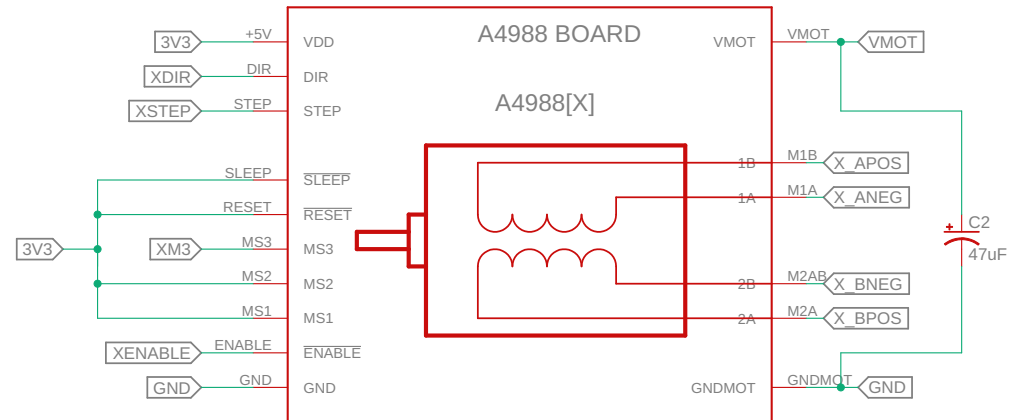 A4988 BOARD
A4988[X]
3V3 +5V VDD
XDIR DIR DIR
XSTEP STEP STEP
SLEEP SLEEP
RESET RESET
3V3 XM3 MS3 MS3
MS2 MS2
MS1 MS1
XENABLE ENABLE ENABLE
GND GND GND
VMOT VMOT VMOT
1B M1B X_APOS
1A M1A X_ANEG
2B M2AB X_BNEG
2A M2A X_BPOS
GNDMOT GNDMOT GND
+ C2
47uF